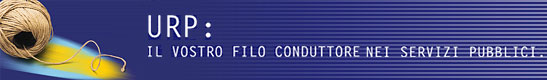 URP:
IL VOSTRO FILO CONDUTTORE NEI SERVIZI PUBBLICI.